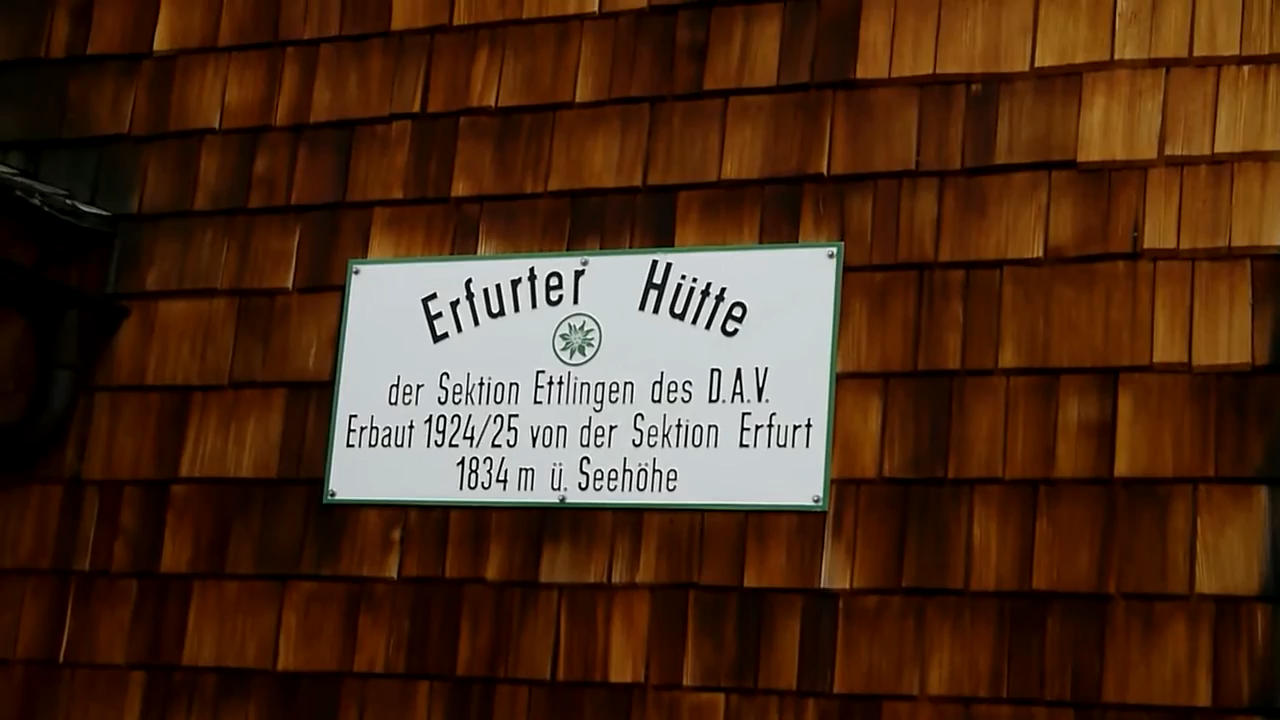 Erfurter Hütte
der Sektion Ettlingen des D.A.V.
Erbaut 1924/25 von der Sektion Erfurt
1834 m ü. Seehöhe